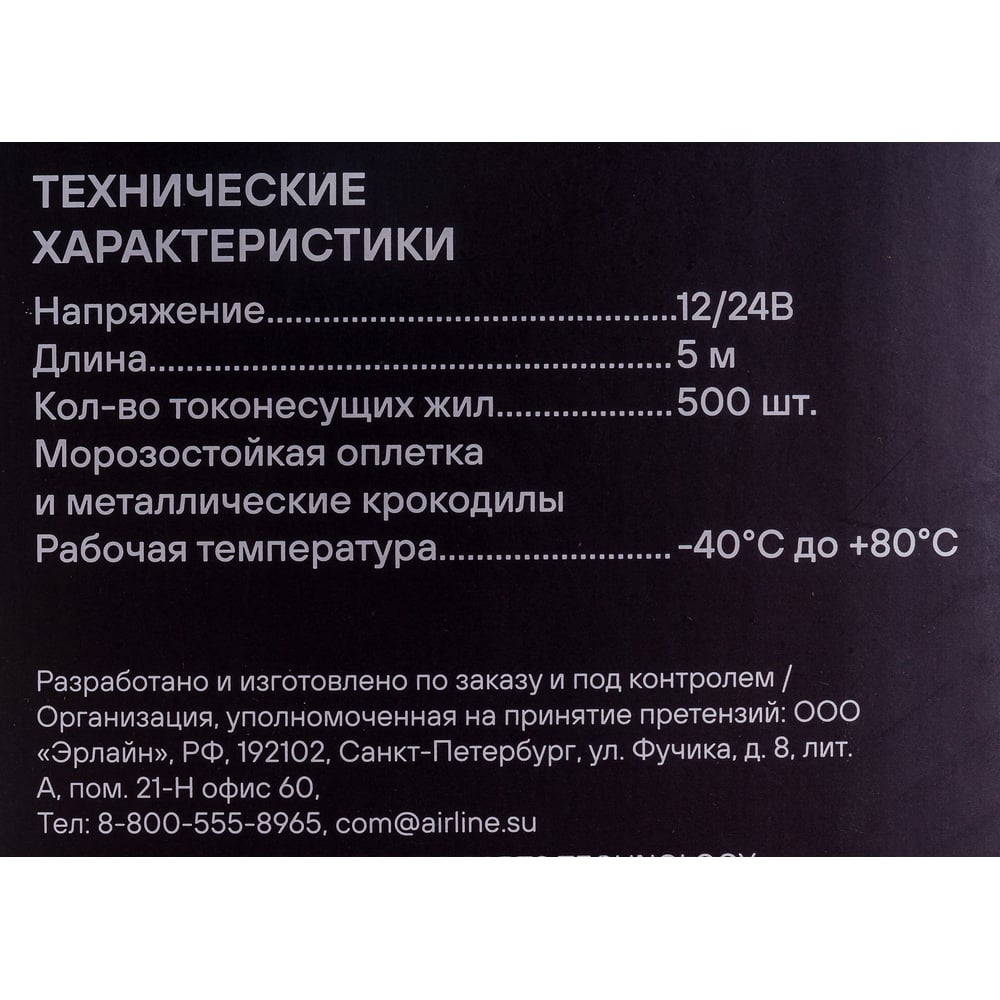 ТЕХНИЧЕСКИЕ
ХАРАКТЕРИСТИКИ
Напряжение............................................12/24В
Длина........................................................5 м
Кол-во токонесущих жил...................500 шт.
Морозостойкая оплетка
и металлические крокодилы
Рабочая температура......................... -40°C до +80°C
Разработано и изготовлено по заказу и под контролем /
Организация, уполномоченная на принятие претензий: ООО
«Эрлайн», РФ, 192102, Санкт-Петербург, ул. Фучика, д. 8, лит.
А, пом. 21-Н офис 60,
Тел: 8-800-555-8965, com@airline.su
TECHNOLOGY